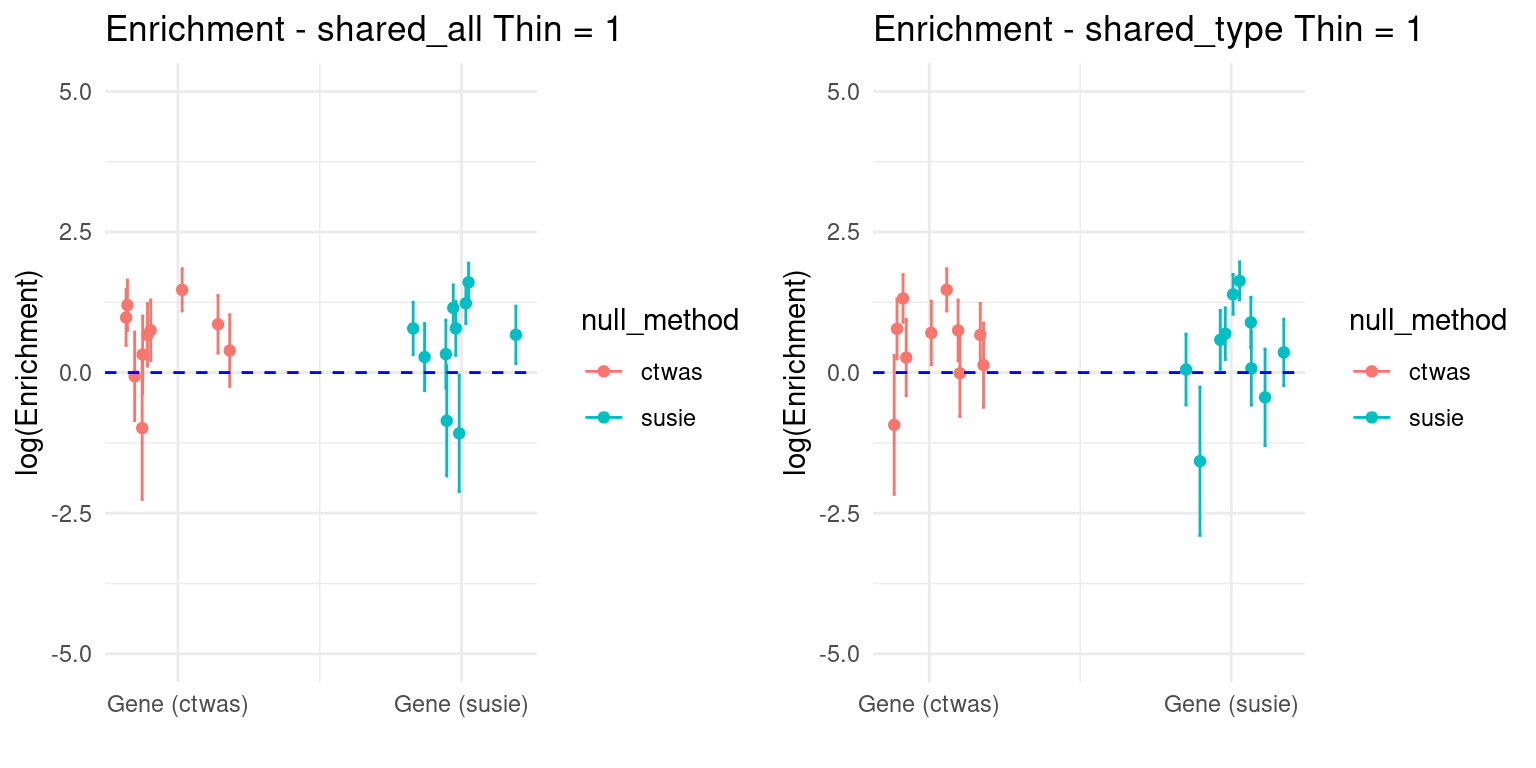 Enrichment - shared_all Thin = 1
log(Enrichment)
5.0
2.5
0.0
-2.5
-5.0
Gene (ctwas)
Gene (susie)
null_method
ctwas
susie
Enrichment - shared_type Thin = 1
log(Enrichment)
5.0
2.5
0.0
-2.5
-5.0
Gene (ctwas)
Gene (susie)
null_method
ctwas
susie